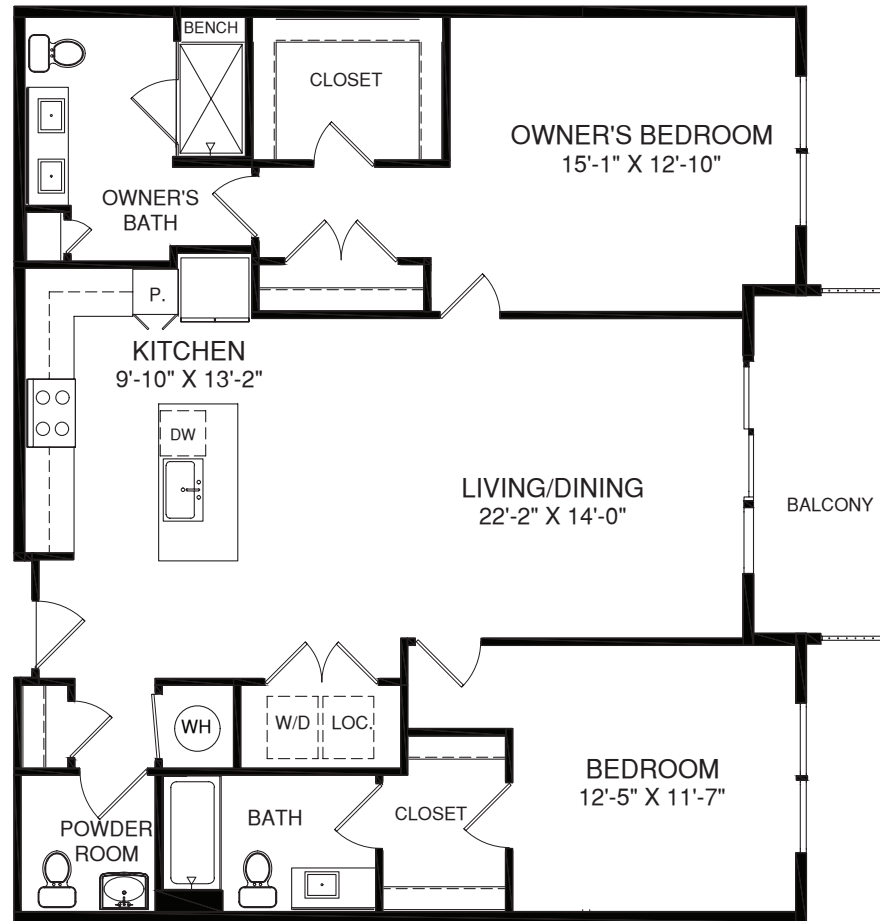 BENCH
CLOSET
OWNER'S BEDROOM
15'-1" X 12'-10"
OWNER'S
BATH
P.
KITCHEN
9'-10" X 13'-2"
DW
LIVING/DINING
22'-2" X 14'-0"
BALCONY
WH
W/D
LOC.
BEDROOM
12'-5" X 11'-7"
POWDER
ROOM
BATH
CLOSET